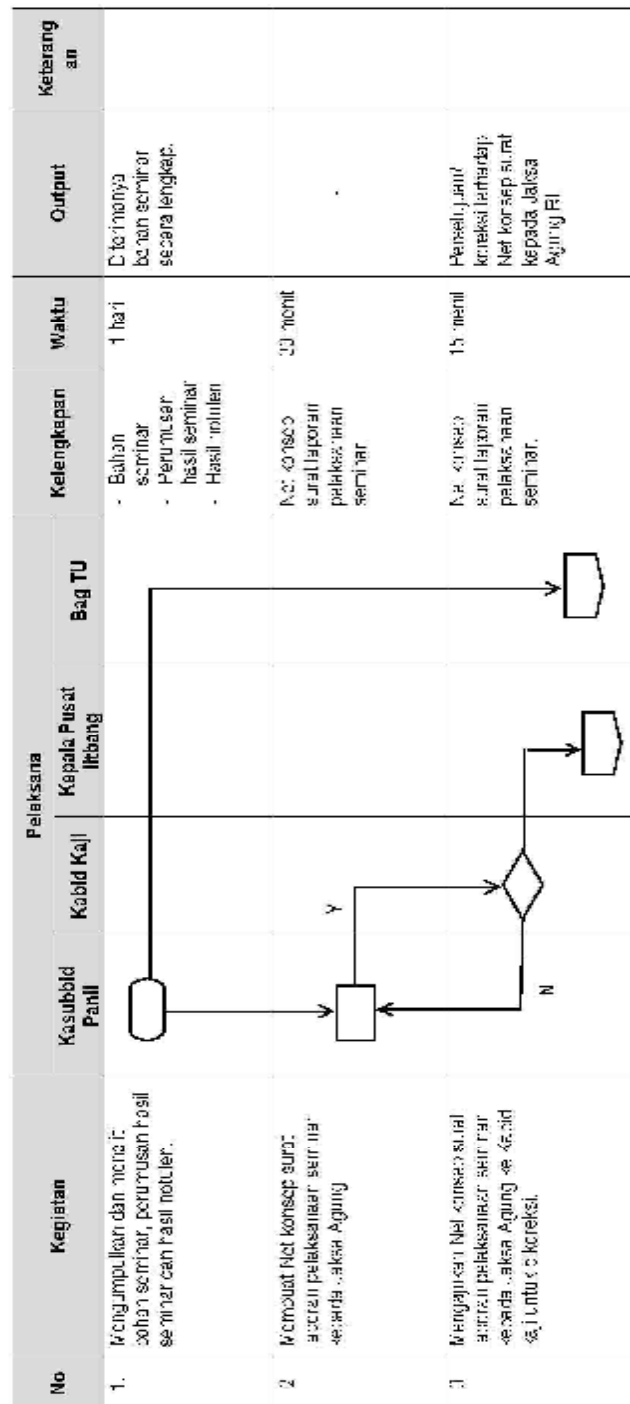 No
Kegiatan
Pelaksana
Kelengkapan
Waktu
Output
Keterang
an
Kasubbid
Panil
Kabid Kaji
Kepala Pusat
litbang
Bag TU
1.
Mengumpulkan dan
bahan seminar, perumusan hasil
seminar dan hasil notulen.
- Bahan
seminar
- Perumusan
hasil seminar
- Hasil notulen
1 hari
Diterimanya
bahan seminar
secara lengkap.
2
Membuat Net konsep surat
laporan pelaksanaan seminar
kepada Jaksa Agung
Y
Net konsep
surat laporan
pelaksanaan
seminar
30 menit
-
3
Mengajukan Net konsep surat
laporan pelaksanaan seminar
kepada Jaksa Agung ke Kabid
kaji untuk dikoreksi.
N
Net konsep
surat laporan
pelaksanaan
seminar.
15 menit
Persetujuan/
koreksi terhadap
Net konsep surat
kepada Jaksa
Agung RI